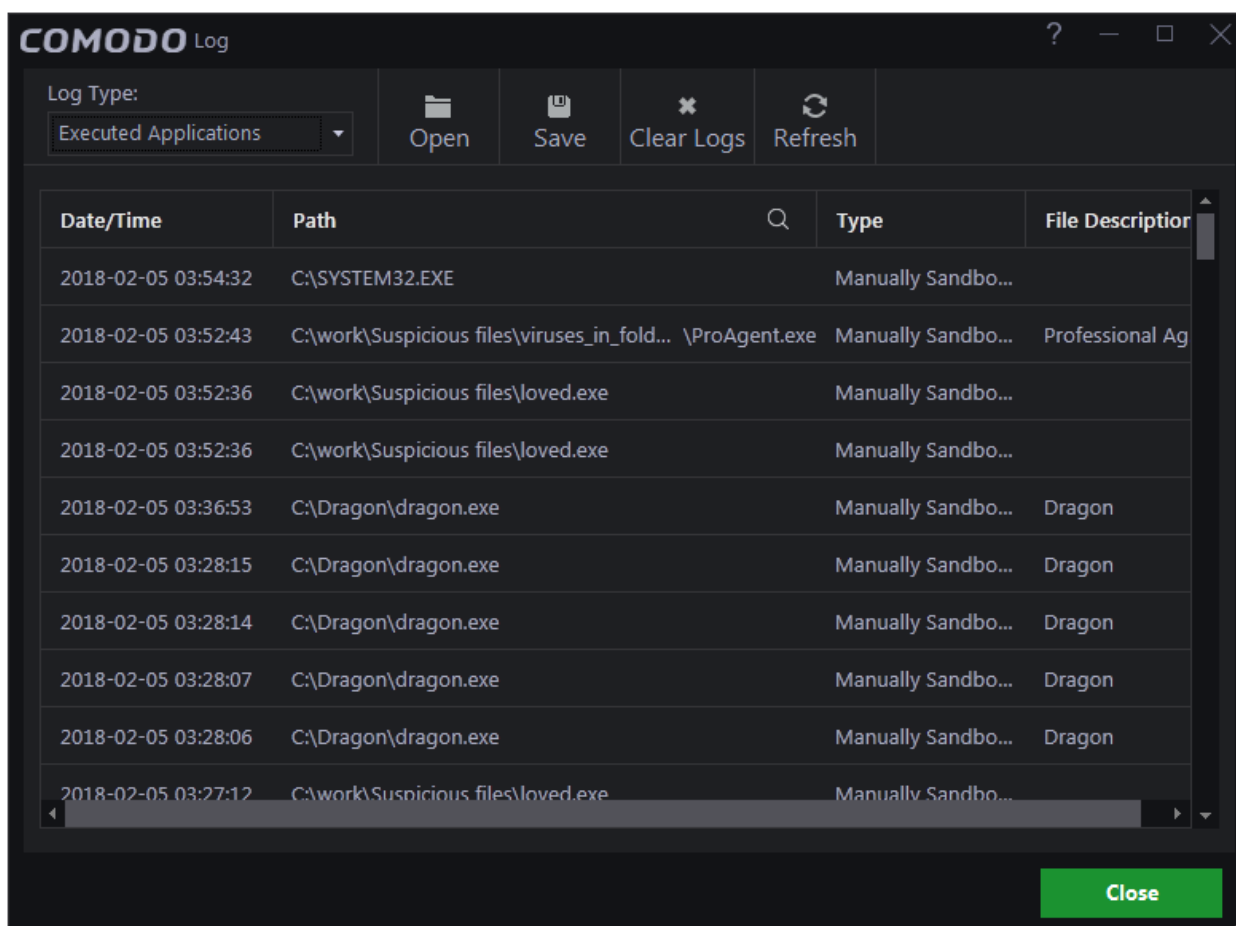 COMODO Log
?
Log Type:
Executed Applications
Open
Save
Clear Logs
Refresh
Date/Time Path Type File Description
2018-02-05 03:54:32 C:\SYSTEM32.EXE Manually Sandbo...
2018-02-05 03:52:43 C:\work\Suspicious files\viruses_in_fold... \ProAgent.exe Manually Sandbo... Professional Ag
2018-02-05 03:52:36 C:\work\Suspicious files\loved.exe Manually Sandbo...
2018-02-05 03:52:36 C:\work\Suspicious files\loved.exe Manually Sandbo...
2018-02-05 03:36:53 C:\Dragon\dragon.exe Manually Sandbo... Dragon
2018-02-05 03:28:15 C:\Dragon\dragon.exe Manually Sandbo... Dragon
2018-02-05 03:28:14 C:\Dragon\dragon.exe Manually Sandbo... Dragon
2018-02-05 03:28:07 C:\Dragon\dragon.exe Manually Sandbo... Dragon
2018-02-05 03:28:06 C:\Dragon\dragon.exe Manually Sandbo... Dragon
2018-02-05 03:27:12 C:\work\Suspicious files\loved.exe Manually Sandbo...
Close